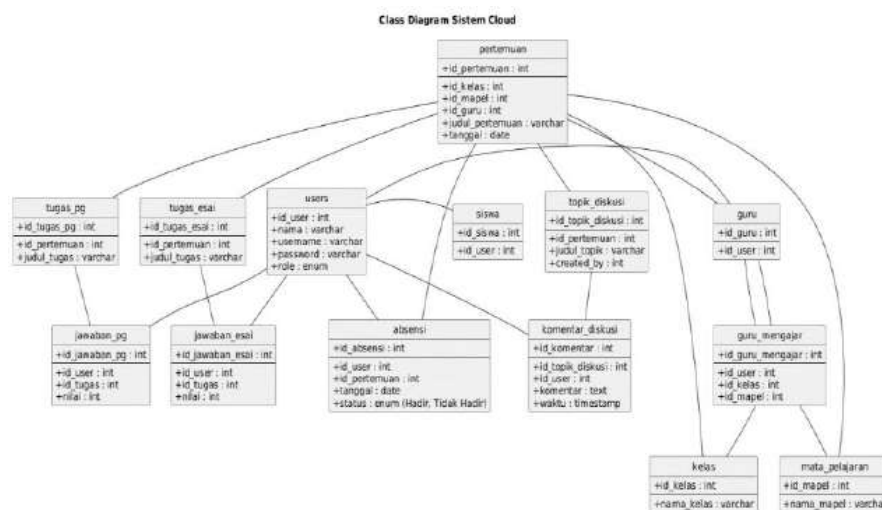 Class Diagram Sistem Cloud
pertemuan
+id_pertemuan : int
+id_kelas : int
+id_mapel : int
+id_guru : int
+judul_pertemuan : varchar
+tanggal : date
tugas_pg
+id_tugas_pg : int
+id_pertemuan : int
+judul_tugas : varchar
tugas_esai
+id_tugas_esai : int
+id_pertemuan : int
+judul_tugas : varchar
users
+id_user : int
+nama : varchar
+username : varchar
+password : varchar
+role : enum
siswa
+id_siswa : int
+id_user : int
topik_diskusi
+id_topik_diskusi : int
+id_pertemuan : int
+judul_topik : varchar
+created_by : int
guru
+id_guru : int
+id_user : int
jawaban_pg
+id_jawaban_pg : int
+id_user : int
+id_tugas : int
+nilai : int
jawaban_esai
+id_jawaban_esai : int
+id_user : int
+id_tugas : int
+nilai : int
absensi
+id_absensi : int
+id_user : int
+id_pertemuan : int
+tanggal : date
+status : enum (Hadir, Tidak Hadir)
komentar_diskusi
+id_komentar : int
+id_topik_diskusi : int
+id_user : int
+komentar : text
+waktu : timestamp
guru_mengajar
+id_guru_mengajar : int
+id_user : int
+id_kelas : int
+id_mapel : int
kelas
+id_kelas : int
+nama_kelas : varchar
mata_pelajaran
+id_mapel : int
+nama_mapel : varchar